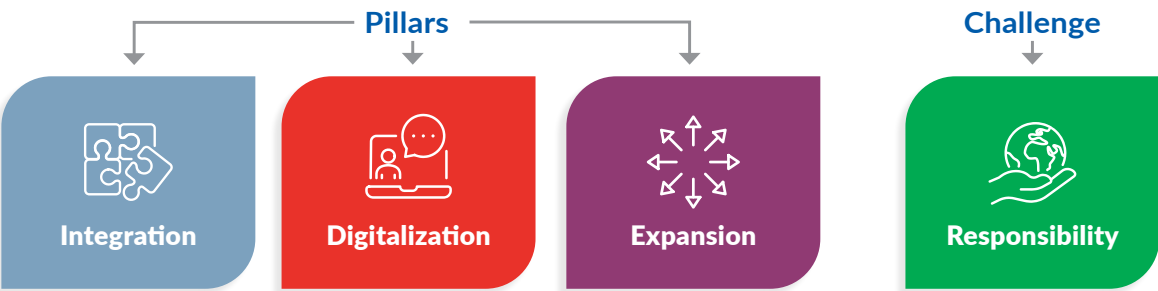 Pillars
Challenge
Integration
Digitalization
Expansion
Responsibility